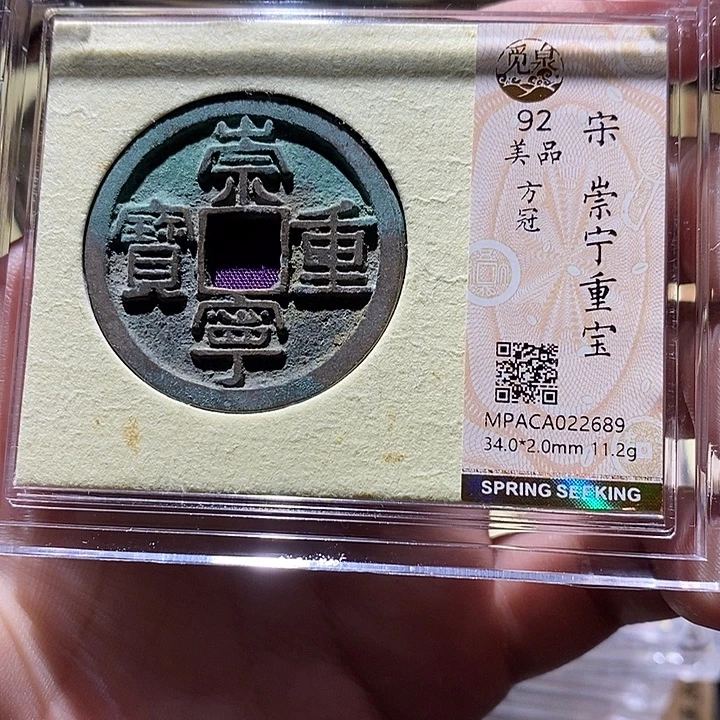 崇
寧
重
寶
觅泉
92
美品
方冠
宋 崇宁重宝
MPACA022689
34.0*2.0mm 11.2g
SPRING SEEKING